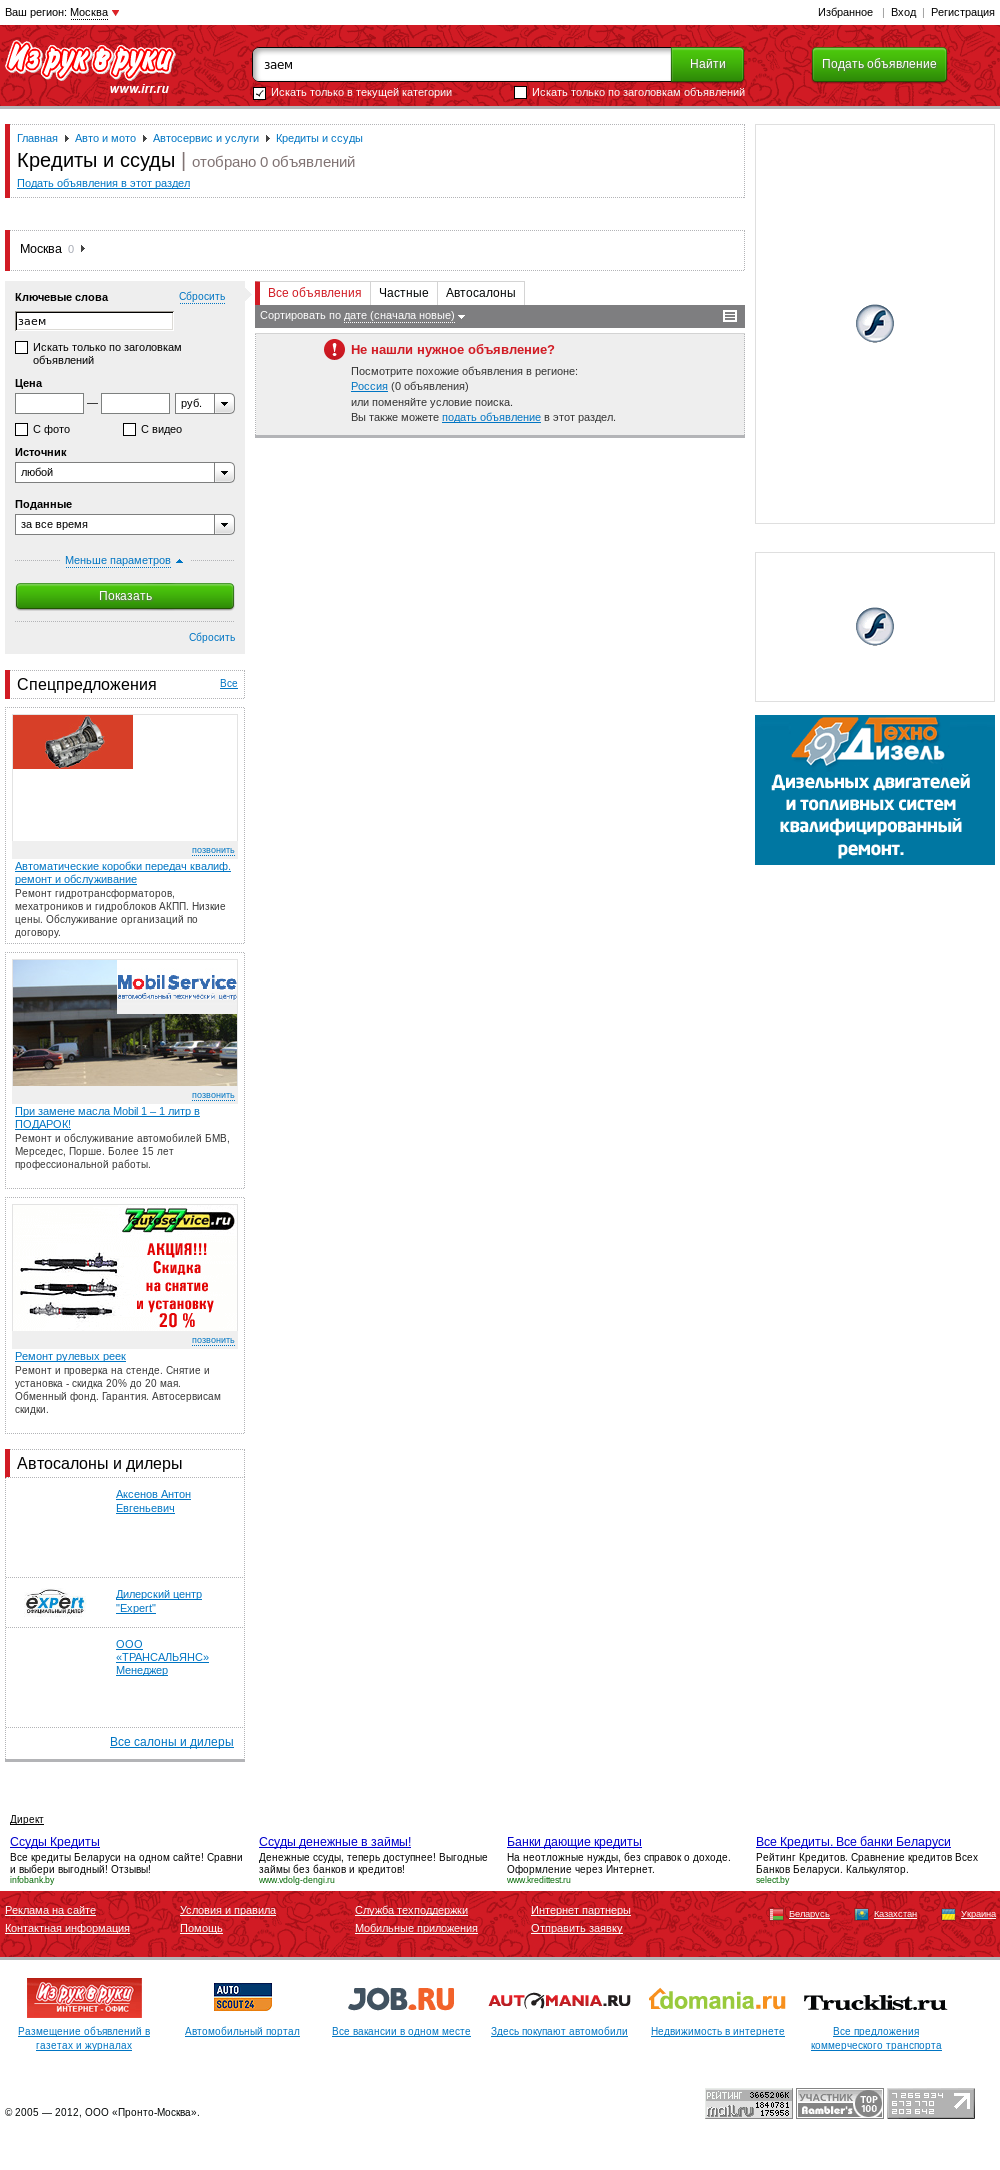 Ваш регион: Москва
Избранное | Вход | Регистрация
Из рук в руки
www.irr.ru
заем
Найти
Подать объявление
Искать только в текущей категории
Искать только по заголовкам объявлений
Главная Авто и мото Автосервис и услуги Кредиты и ссуды
Кредиты и ссуды | отобрано 0 объявлений
Подать объявления в этот раздел
Москва 0
Ключевые слова
Сбросить
заем
Искать только по заголовкам
объявлений
Цена
— руб.
С фото
С видео
Источник
любой
Поданные
за все время
Меньше параметров
Показать
Сбросить
Все объявления
Частные
Автосалоны
Сортировать по дате (сначала новые)
Не нашли нужное объявление?
Посмотрите похожие объявления в регионе:
Россия (0 объявления)
или поменяйте условие поиска.
Вы также можете подать объявление в этот раздел.
Техно
Дизель
Дизельных двигателей
и топливных систем
квалифицированный
ремонт.
Спецпредложения
Все
позвонить
Автоматические коробки передач квалиф.
ремонт и обслуживание
Ремонт гидротрансформаторов,
мехатроников и гидроблоков АКПП. Низкие
цены. Обслуживание организаций по
договору.
Mobil Service
автомобильный технический центр
позвонить
При замене масла Mobil 1 – 1 литр в
ПОДАРОК!
Ремонт и обслуживание автомобилей БМВ,
Мерседес, Порше. Более 15 лет
профессиональной работы.
777
autoservice.ru
АКЦИЯ!!!
Скидка
на снятие
и установку
20 %
позвонить
Ремонт рулевых реек
Ремонт и проверка на стенде. Снятие и
установка - скидка 20% до 20 мая.
Обменный фонд. Гарантия. Автосервисам
скидки.
Автосалоны и дилеры
Аксенов Антон
Евгеньевич
expert
ОФИЦИАЛЬНЫЙ ДИЛЕР
Дилерский центр
"Expert"
ООО
«ТРАНСАЛЬЯНС»
Менеджер
Все салоны и дилеры
Директ
Ссуды Кредиты
Все кредиты Беларуси на одном сайте! Сравни
и выбери выгодный! Отзывы!
infobank.by
Ссуды денежные в займы!
Денежные ссуды, теперь доступнее! Выгодные
займы без банков и кредитов!
www.vdolg-dengi.ru
Банки дающие кредиты
На неотложные нужды, без справок о доходе.
Оформление через Интернет.
www.kredittest.ru
Все Кредиты. Все банки Беларуси
Рейтинг Кредитов. Сравнение кредитов Всех
Банков Беларуси. Калькулятор.
select.by
Реклама на сайте
Условия и правила
Служба техподдержки
Интернет партнеры
Беларусь
Казахстан
Украина
Контактная информация
Помощь
Мобильные приложения
Отправить заявку
Из рук в руки
ИНТЕРНЕТ - ОФИС
AUTO
SCOUT 24
JOB.RU
AUTOMANIA.RU
domania.ru
Trucklist.ru
Размещение объявлений в
газетах и журналах
Автомобильный портал
Все вакансии в одном месте
Здесь покупают автомобили
Недвижимость в интернете
Все предложения
коммерческого транспорта
© 2005 — 2012, ООО «Пронто-Москва».
РЕЙТИНГ 3665206K
mail.ru 1840781
175958
УЧАСТНИК
Rambler's
TOP
100
7265934
673770
203642